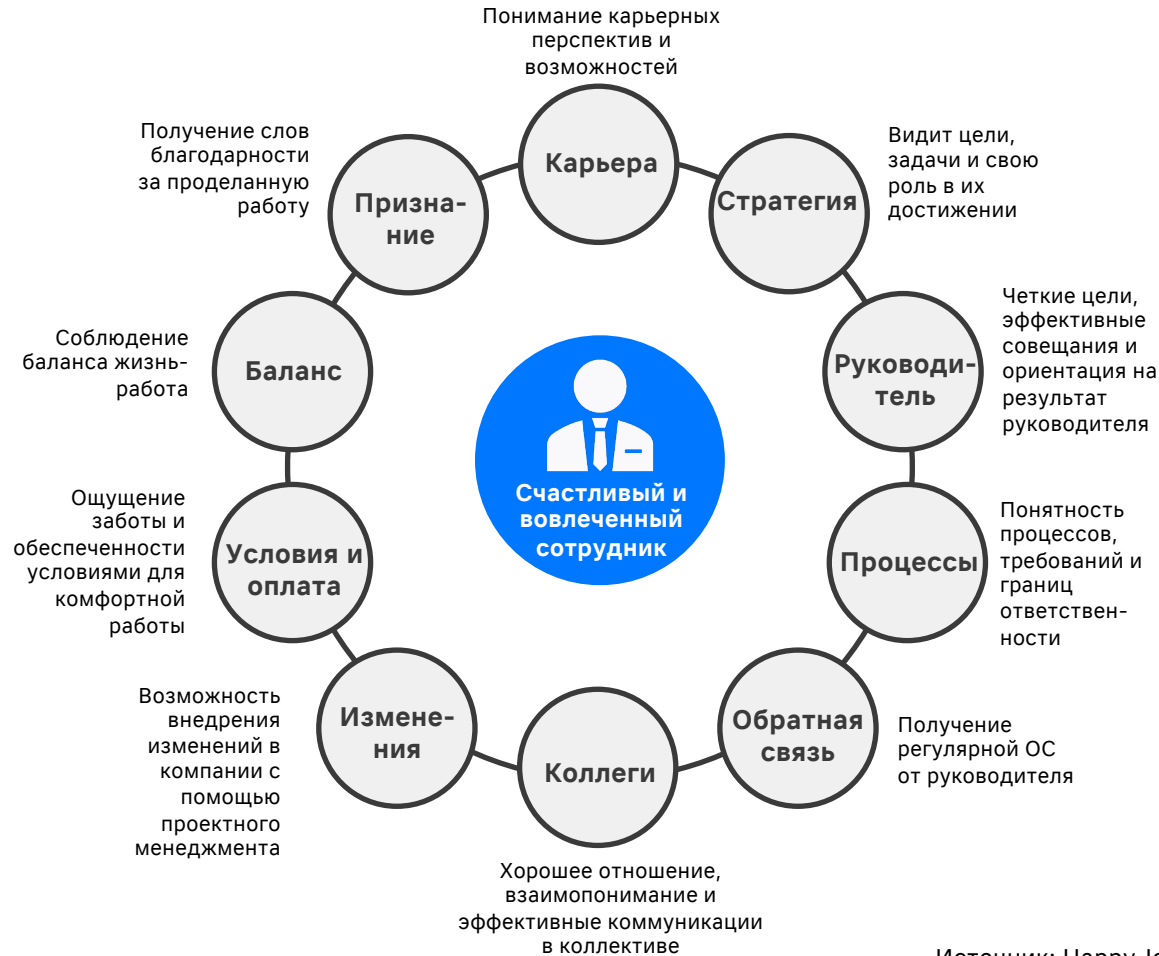 Понимание карьерных
перспектив и
возможностей
Карьера
Видит цели,
задачи и свою
роль в их
достижении
Стратегия
Четкие цели,
эффективные
совещания и
ориентация на
результат
руководителя
Руководи-
тель
Понятность
процессов,
требований и
границ
ответствен-
ности
Процессы
Получение
регулярной ОС
от руководителя
Обратная
связь
Коллеги
Хорошее отношение,
взаимопонимание и
эффективные коммуникации
в коллективе
Измене-
ния
Возможность
внедрения
изменений в
компании с
помощью
проектного
менеджмента
Условия и
оплата
Ощущение
заботы и
обеспеченности
условиями для
комфортной
работы
Баланс
Соблюдение
баланса жизнь-
работа
Призна-
ние
Получение слов
благодарности
за проделанную
работу
Счастливый и
вовлеченный
сотрудник
Источник: Happy